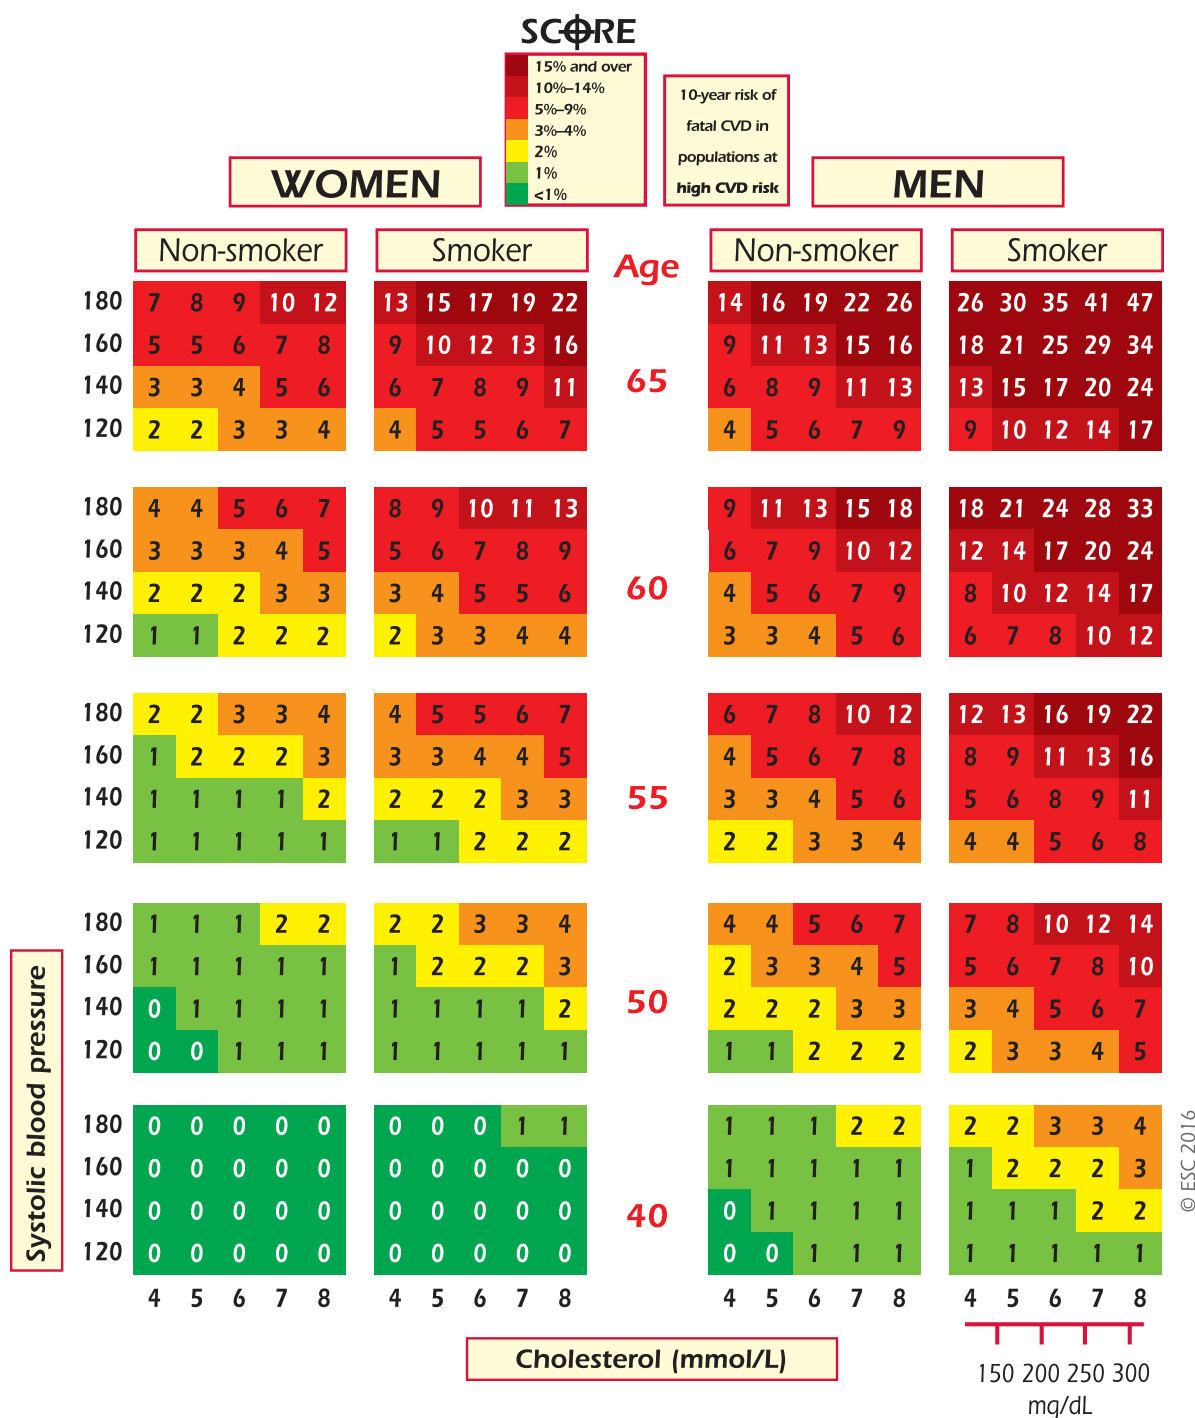 SCORE
15% and over
10%–14%
5%–9%
3%–4%
2%
1%
<1%
10-year risk of
fatal CVD in
populations at
high CVD risk
WOMEN
MEN
Non-smoker Smoker Age Non-smoker Smoker
180 7 8 9 10 12 13 15 17 19 22 14 16 19 22 26 26 30 35 41 47
160 5 5 6 7 8 9 10 12 13 16 9 11 13 15 16 18 21 25 29 34
65
140 3 3 4 5 6 6 7 8 9 11 6 8 9 11 13 13 15 17 20 24
120 2 2 3 3 4 4 5 5 6 7 4 5 6 7 9 9 10 12 14 17
180 4 4 5 6 7 8 9 10 11 13 9 11 13 15 18 18 21 24 28 33
160 3 3 3 4 5 5 6 7 8 9 6 7 9 10 12 12 14 17 20 24
60
140 2 2 2 3 3 3 4 5 5 6 4 5 6 7 9 8 10 12 14 17
120 1 1 2 2 2 2 3 3 4 4 3 3 4 5 6 6 7 8 10 12
180 2 2 3 3 4 4 5 5 6 7 6 7 8 10 12 12 13 16 19 22
160 1 2 2 2 3 3 3 4 4 5 4 5 6 7 8 8 9 11 13 16
55
140 1 1 1 1 2 2 2 2 3 3 3 3 4 5 6 5 6 8 9 11
120 1 1 1 1 1 1 1 2 2 2 2 2 3 3 4 4 4 5 6 8
180 1 1 1 2 2 2 2 3 3 4 4 4 5 6 7 7 8 10 12 14
160 1 1 1 1 1 1 2 2 2 3 2 3 3 4 5 5 6 7 8 10
50
140 0 1 1 1 1 1 1 1 1 2 2 2 2 3 3 3 4 5 6 7
120 0 0 1 1 1 1 1 1 1 1 1 1 2 2 2 2 3 3 4 5
180 0 0 0 0 0 0 0 0 1 1 1 1 1 2 2 2 2 3 3 4
160 0 0 0 0 0 0 0 0 0 0 1 1 1 1 1 1 2 2 2 3
40
140 0 0 0 0 0 0 0 0 0 0 0 1 1 1 1 1 1 1 2 2
120 0 0 0 0 0 0 0 0 0 0 0 0 1 1 1 1 1 1 1 1
4 5 6 7 8 4 5 6 7 8 4 5 6 7 8 4 5 6 7 8
Systolic blood pressure
Cholesterol (mmol/L)
150 200 250 300
mg/dL
© ESC 2016